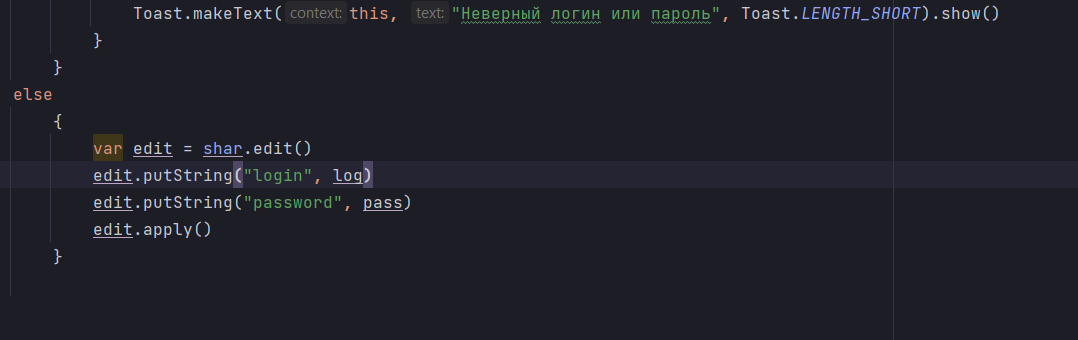 Toast.makeText( context: this, text: "Неверный логин или пароль", Toast.LENGTH_SHORT).show()
}
}
else
{
var edit = shar.edit()
edit.putString("login", log)
edit.putString("password", pass)
edit.apply()
}